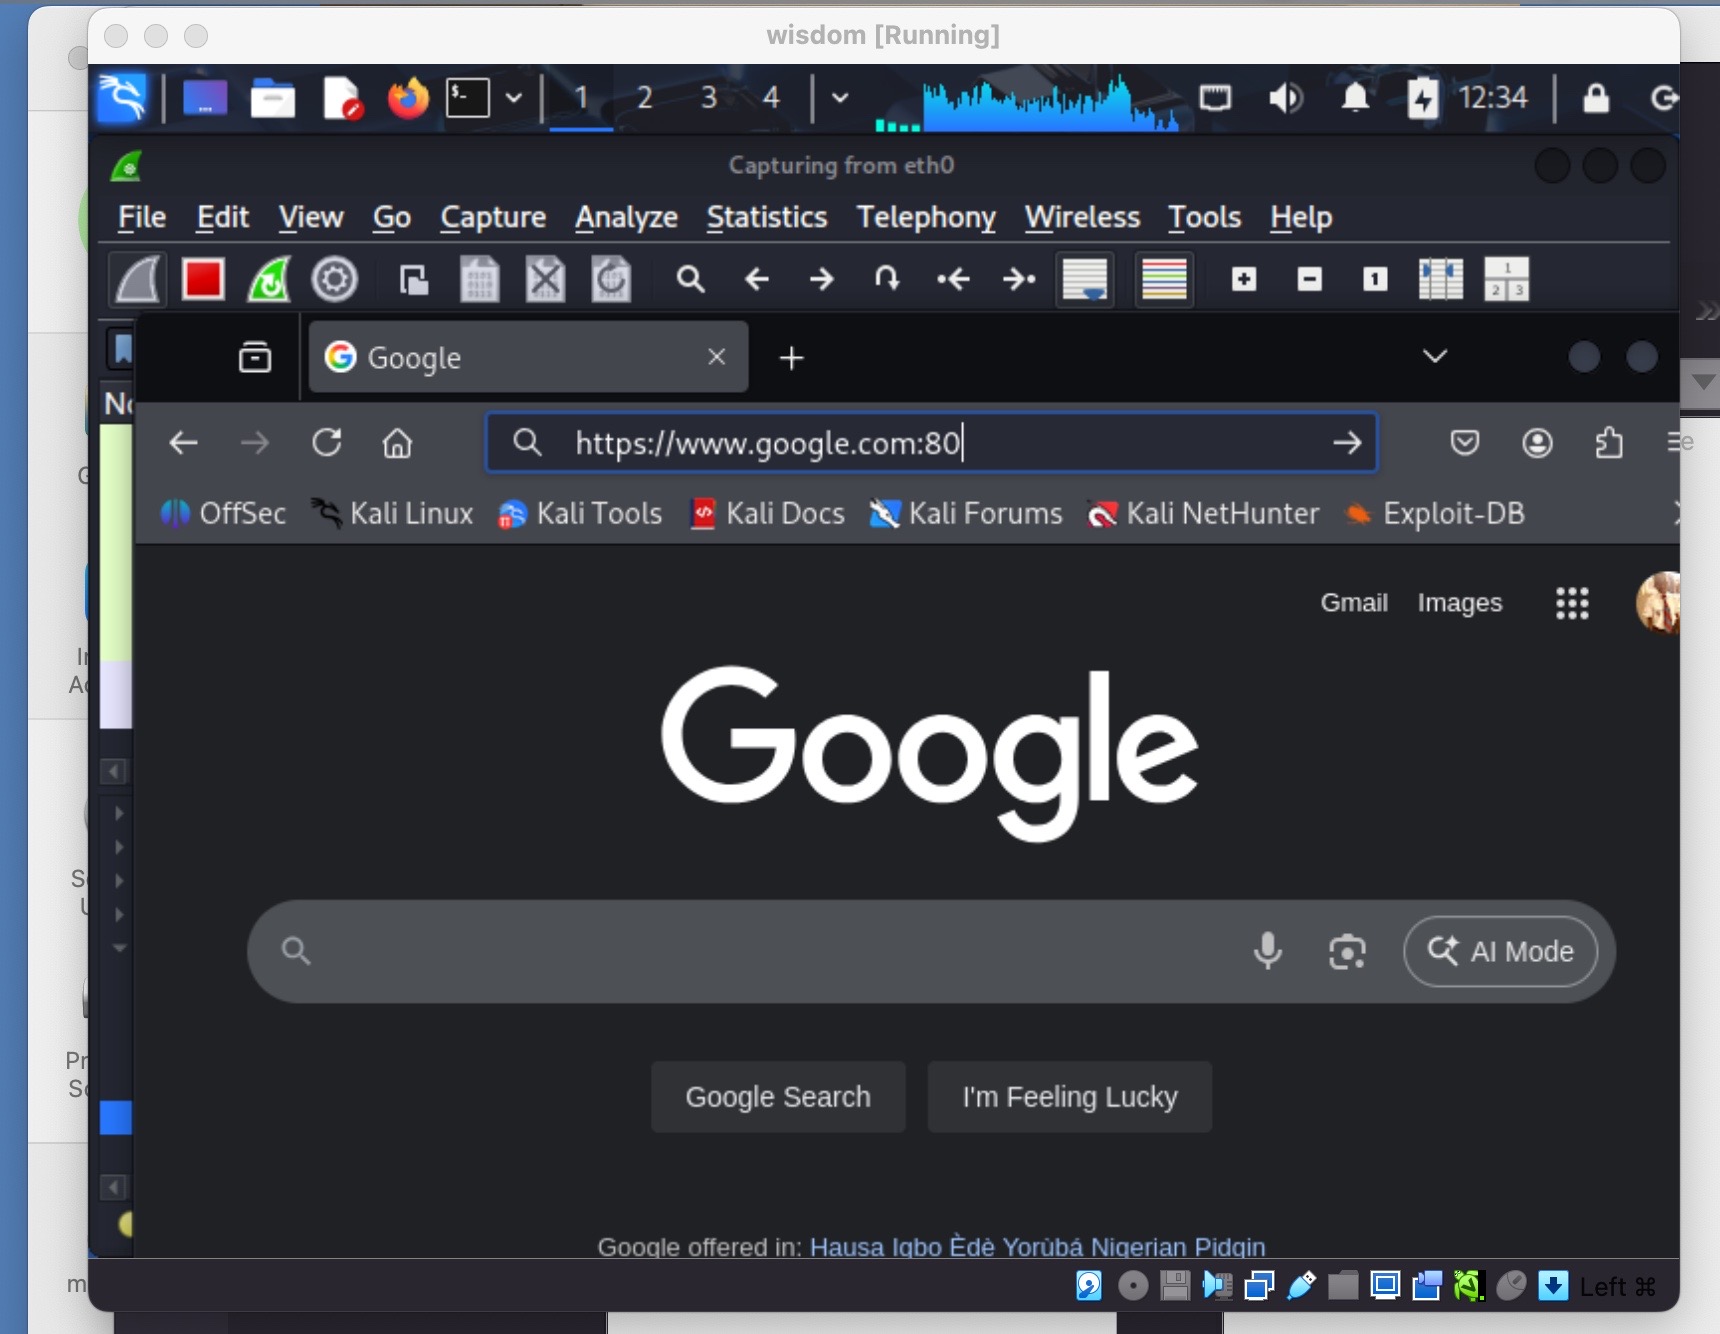 wisdom [Running]
1 2 3 4 12:34
Capturing from eth0
File Edit View Go Capture Analyze Statistics Telephony Wireless Tools Help
Google
https://www.google.com:80
OffSec Kali Linux Kali Tools Kali Docs Kali Forums Kali NetHunter Exploit-DB
Gmail Images
Google
AI Mode
Google Search I'm Feeling Lucky
Google offered in: Hausa Igbo Èdè Yorùbá Nigerian Pidgin
Left ⌘